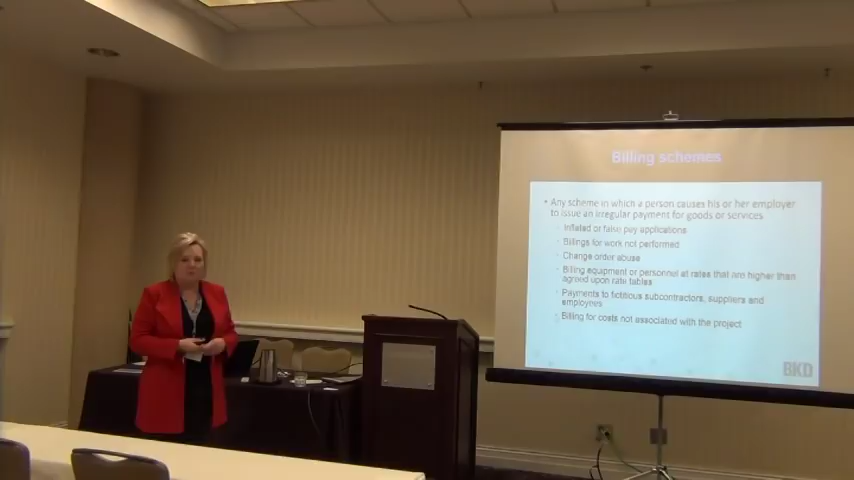 Billing schemes
• Any scheme in which a person causes his or her employer
to issue an irregular payment for goods or services
- Inflated or false pay applications
- Billings for work not performed
- Change order abuse
- Billing equipment or personnel at rates that are higher than
agreed upon rate tables
- Payments to fictitious subcontractors, suppliers and
employees
- Billing for costs not associated with the project
BKD